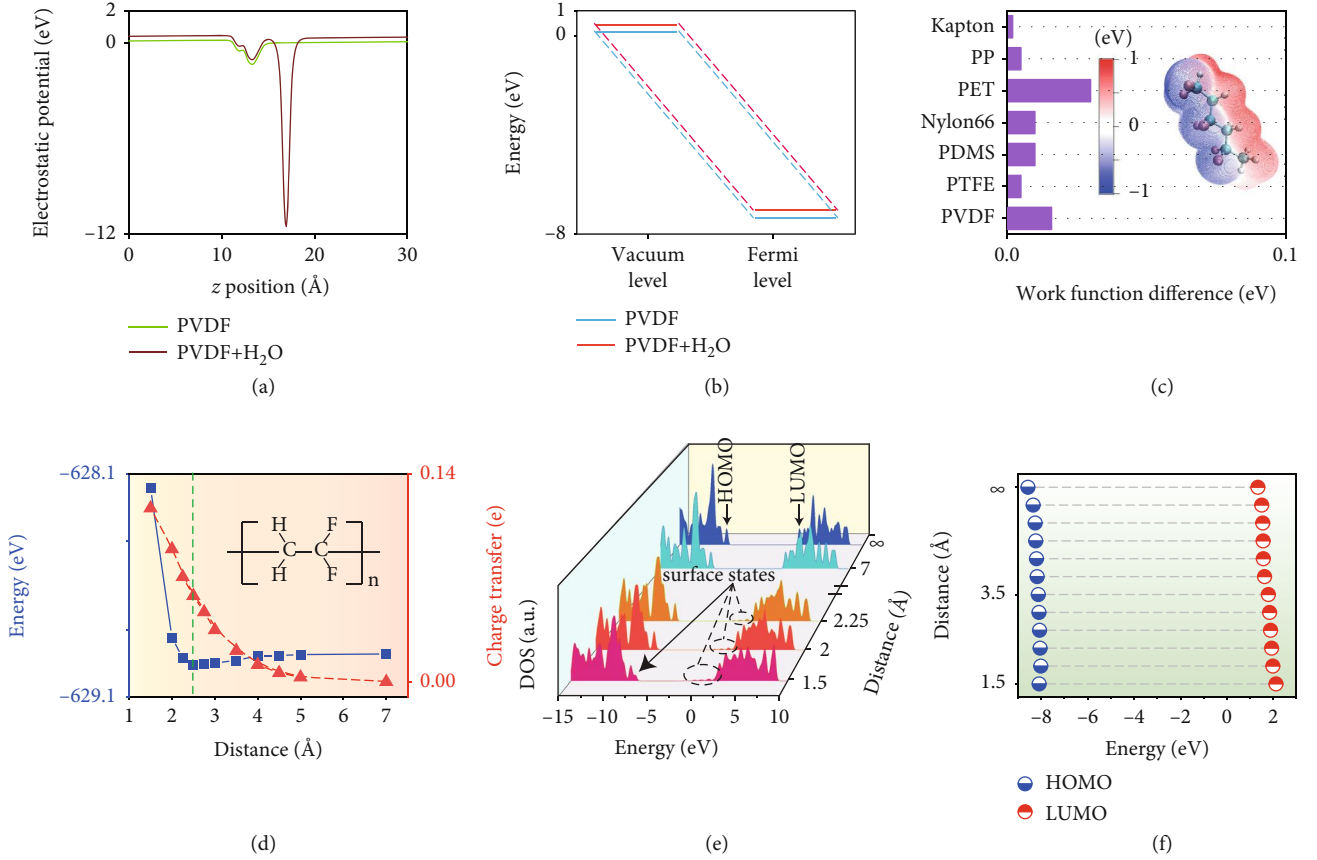 2
0
−12
Electrostatic potential (eV)
0
10
20
30
z position (Å)
PVDF
PVDF+H2O
(a)
1
0
−8
Energy (eV)
Vacuum
level
Fermi
level
PVDF
PVDF+H2O
(b)
Kapton
PP
PET
Nylon66
PDMS
PTFE
PVDF
(eV)
1
0
−1
0.0
0.1
Work function difference (eV)
(c)
−628.1
−629.1
Energy (eV)
0.14
0.00
Charge transfer (e)
H
F
C
C
H
F
n
1
2
3
4
5
6
7
Distance (Å)
(d)
HOMO
LUMO
surface states
DOS (a.u.)
∞
7
2.25
2
1.5
Distance (Å)
−15
−10
−5
0
5
10
Energy (eV)
(e)
∞
3.5
1.5
Distance (Å)
−8
−6
−4
−2
0
2
Energy (eV)
HOMO
LUMO
(f)